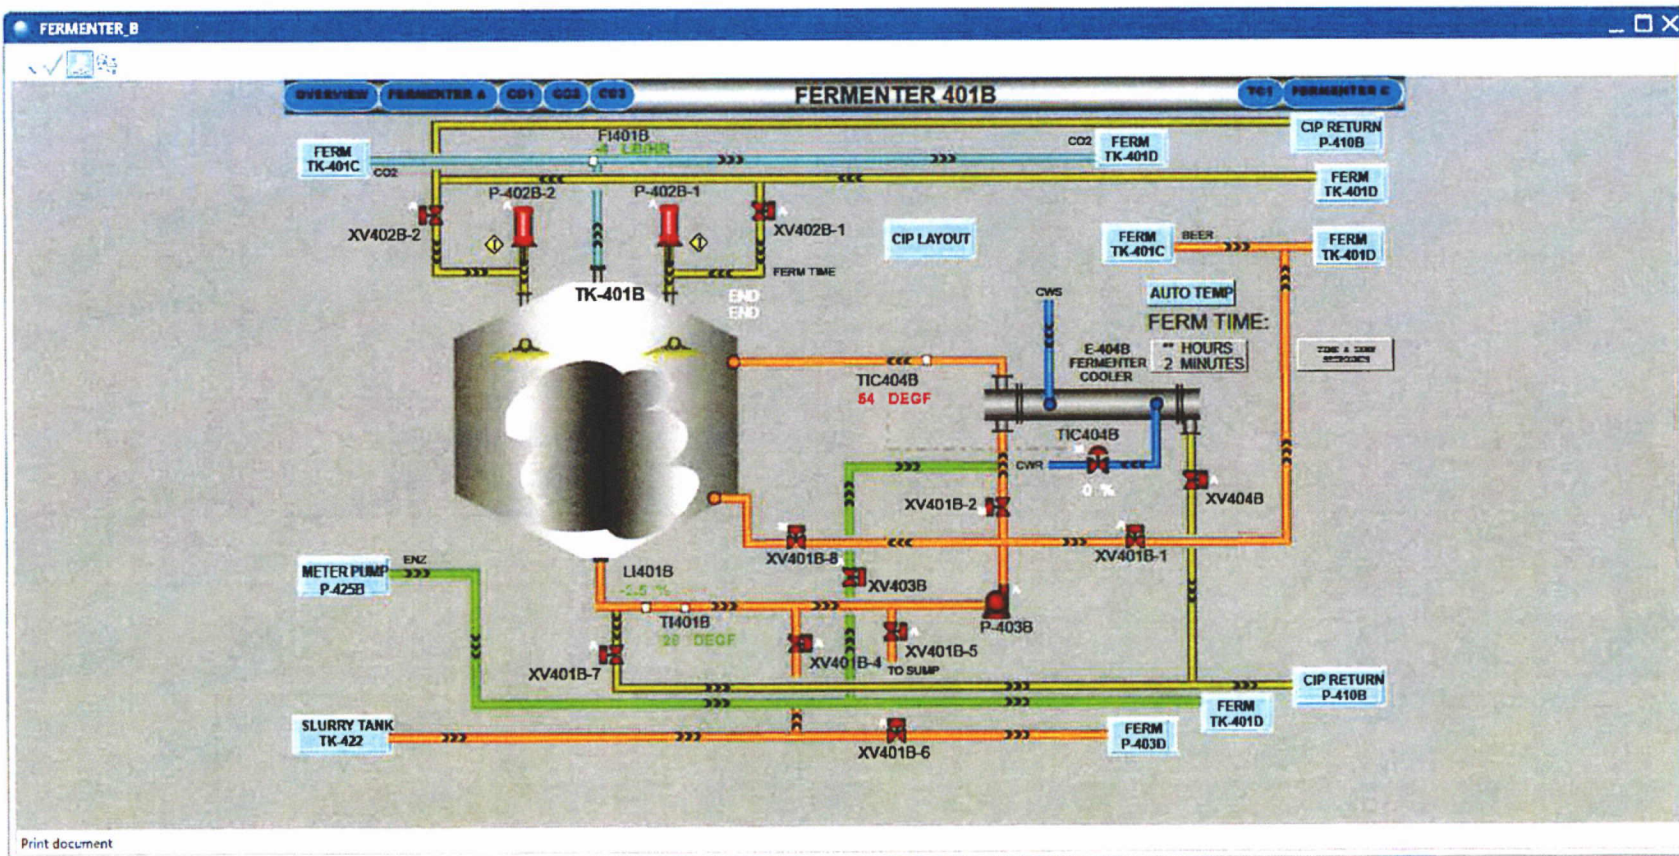 FERMENTER_B
OVERVIEW
FERMENTER A
CO1
CO2
CO3
FERMENTER 401B
TC1
FERMENTER C
FI401B
LB/HR
CO2
FERM
TK-401D
CIP RETURN
P-410B
FERM
TK-401C
CO2
P-402B-2
P-402B-1
FERM
TK-401D
A
A
A
A
XV402B-2
XV402B-1
CIP LAYOUT
FERM
TK-401C
BEER
FERM
TK-401D
FERM TIME
TK-401B
END
END
CWS
AUTO TEMP
FERM TIME:
E-404B
FERMENTER
COOLER
** HOURS
2 MINUTES
TIC404B
54 DEGF
TIC404B
CWR
0 %
XV401B-2
XV404B
A
XV401B-8
XV401B-1
A
METER PUMP
P-425B
ENZ
LI401B
-2.5 %
XV403B
A
TI401B
28 DEGF
P-403B
A
XV401B-7
A
XV401B-4
A
XV401B-5
A
TO SUMP
CIP RETURN
P-410B
FERM
TK-401D
SLURRY TANK
TK-422
XV401B-6
A
FERM
P-403D
Print document